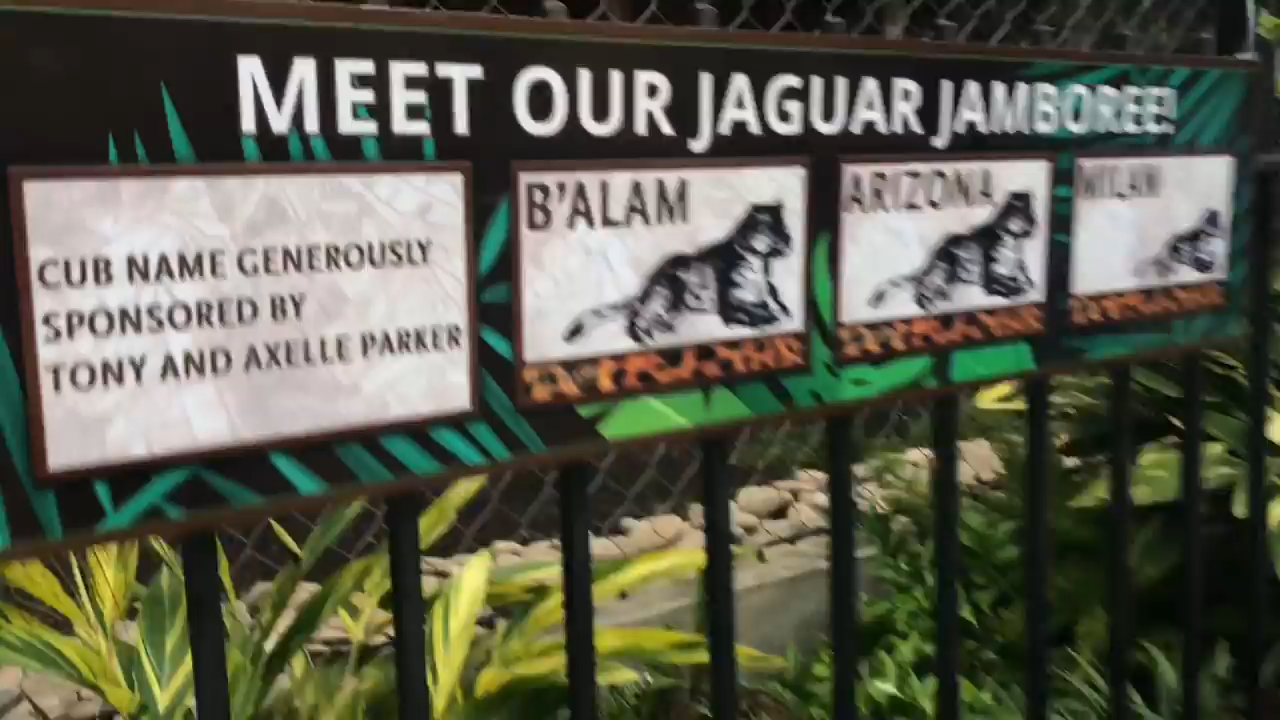 MEET OUR JAGUAR JAMBOREE!
CUB NAME GENEROUSLY
SPONSORED BY
TONY AND AXELLE PARKER
B'ALAM
ARIZONA